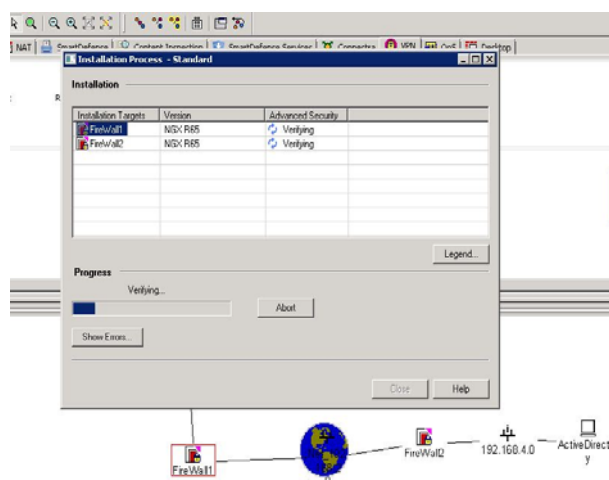 NAT SmartDefense Content Inspection SmartDefense Services Connectra VPN QoS Desktop
Installation Process - Standard
Installation
Installation Targets Version Advanced Security
FireWall1 NGX R65 Verifying
FireWall2 NGX R65 Verifying
Legend...
Progress
Verifying...
Abort
Show Errors...
Close Help
FireWall1
FireWall2
192.168.4.0
ActiveDirect
y